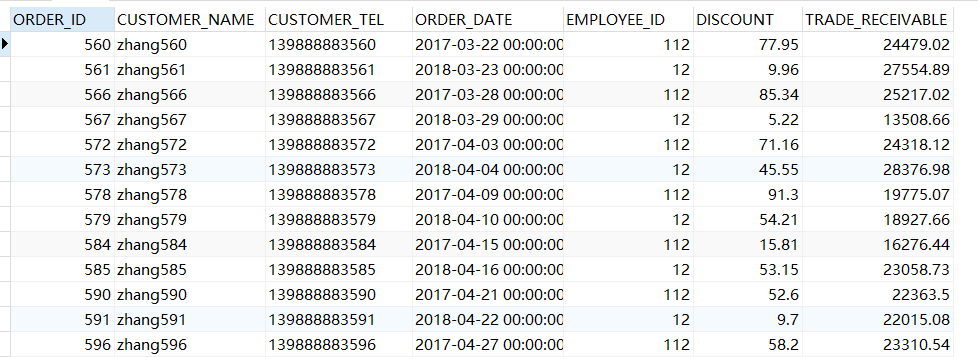 ORDER_ID CUSTOMER_NAME CUSTOMER_TEL ORDER_DATE EMPLOYEE_ID DISCOUNT TRADE_RECEIVABLE
560 zhang560 139888883560 2017-03-22 00:00:00 112 77.95 24479.02
561 zhang561 139888883561 2018-03-23 00:00:00 12 9.96 27554.89
566 zhang566 139888883566 2017-03-28 00:00:00 112 85.34 25217.02
567 zhang567 139888883567 2018-03-29 00:00:00 12 5.22 13508.66
572 zhang572 139888883572 2017-04-03 00:00:00 112 71.16 24318.12
573 zhang573 139888883573 2018-04-04 00:00:00 12 45.55 28376.98
578 zhang578 139888883578 2017-04-09 00:00:00 112 91.3 19775.07
579 zhang579 139888883579 2018-04-10 00:00:00 12 54.21 18927.66
584 zhang584 139888883584 2017-04-15 00:00:00 112 15.81 16276.44
585 zhang585 139888883585 2018-04-16 00:00:00 12 53.15 23058.73
590 zhang590 139888883590 2017-04-21 00:00:00 112 52.6 22363.5
591 zhang591 139888883591 2018-04-22 00:00:00 12 9.7 22015.08
596 zhang596 139888883596 2017-04-27 00:00:00 112 58.2 23310.54